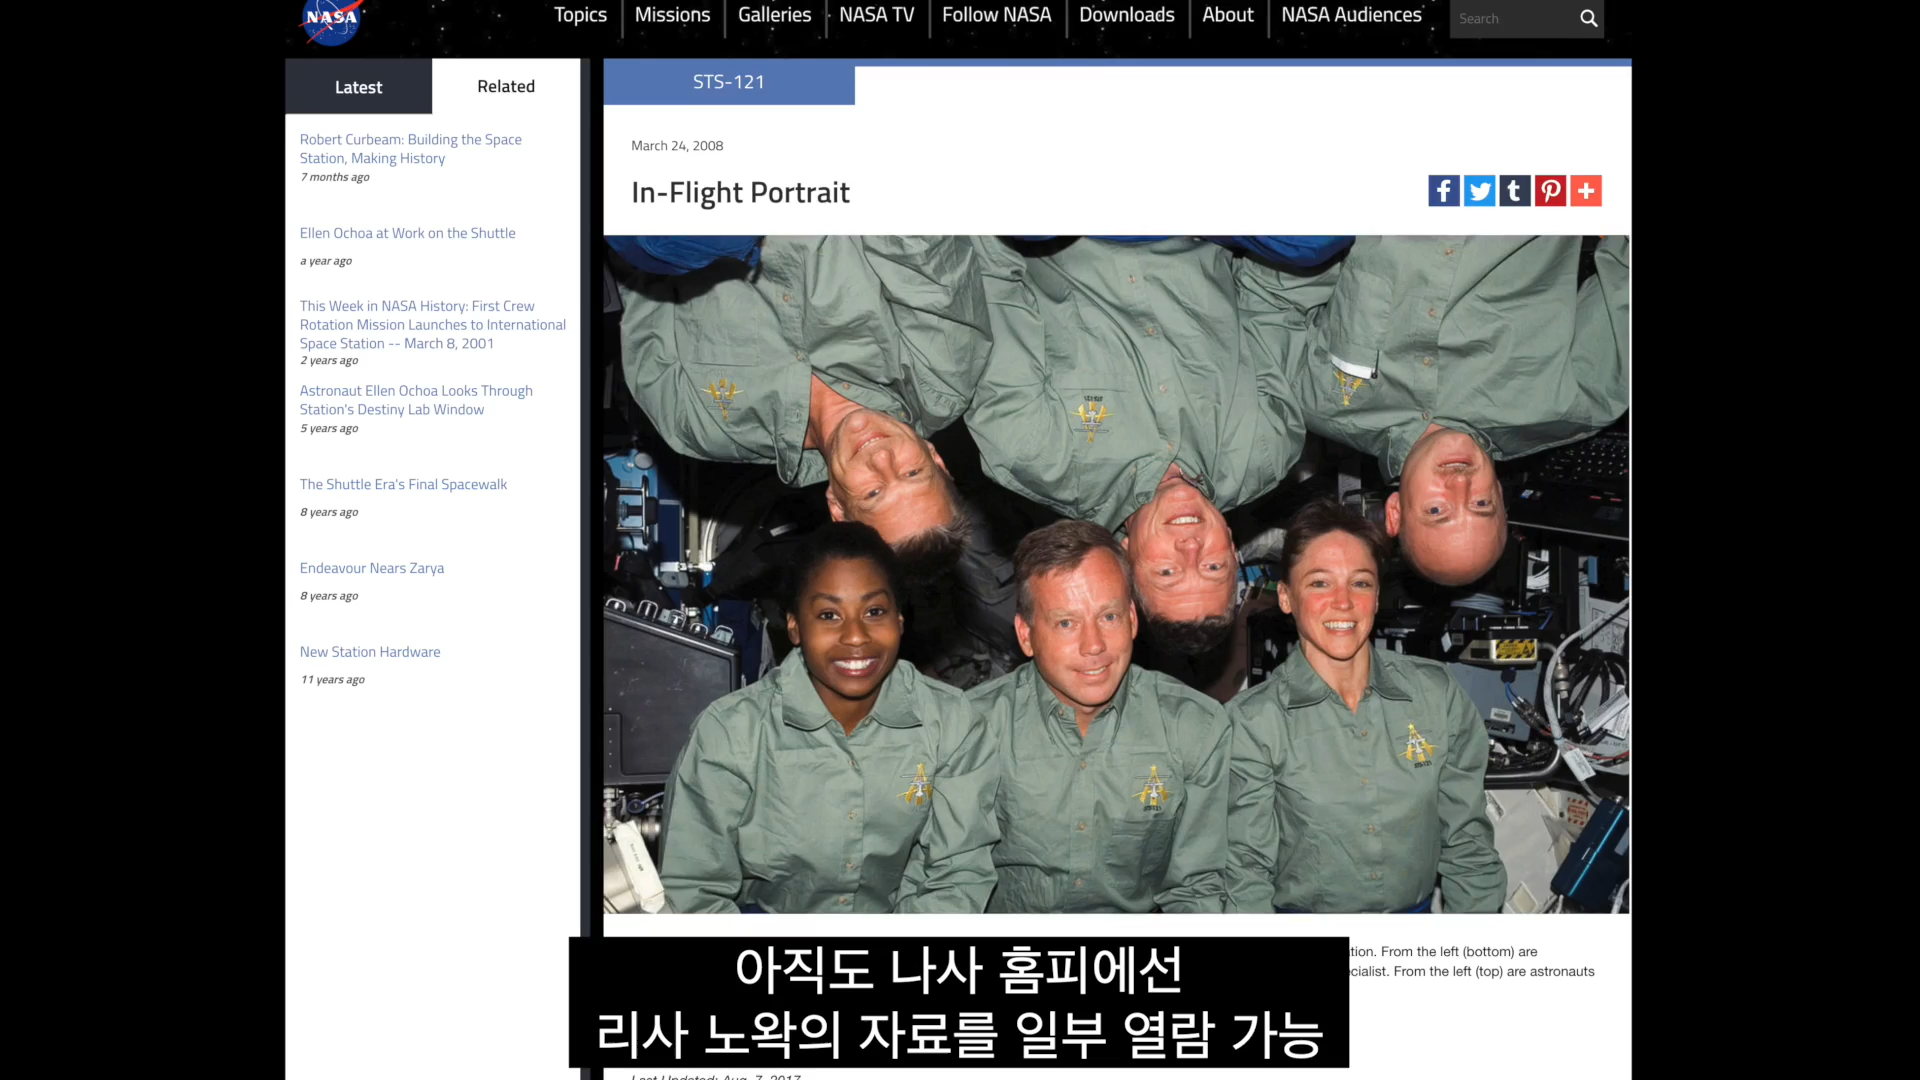 NASA
Topics
Missions
Galleries
NASA TV
Follow NASA
Downloads
About
NASA Audiences
Search
Latest
Related
Robert Curbeam: Building the Space
Station, Making History
7 months ago
Ellen Ochoa at Work on the Shuttle
a year ago
This Week in NASA History: First Crew
Rotation Mission Launches to International
Space Station -- March 8, 2001
2 years ago
Astronaut Ellen Ochoa Looks Through
Station's Destiny Lab Window
5 years ago
The Shuttle Era's Final Spacewalk
8 years ago
Endeavour Nears Zarya
8 years ago
New Station Hardware
11 years ago
STS-121
March 24, 2008
In-Flight Portrait
From the left (bottom) are
From the left (top) are astronauts
아직도 나사 홈피에선
리사 노왁의 자료를 일부 열람 가능
Last Updated: Aug. 7, 2017